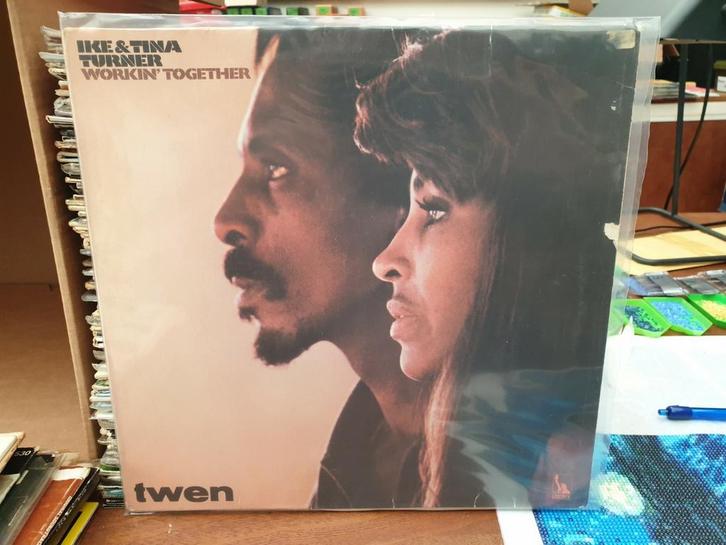 IKE & TINA
TURNER
WORKIN' TOGETHER
twen